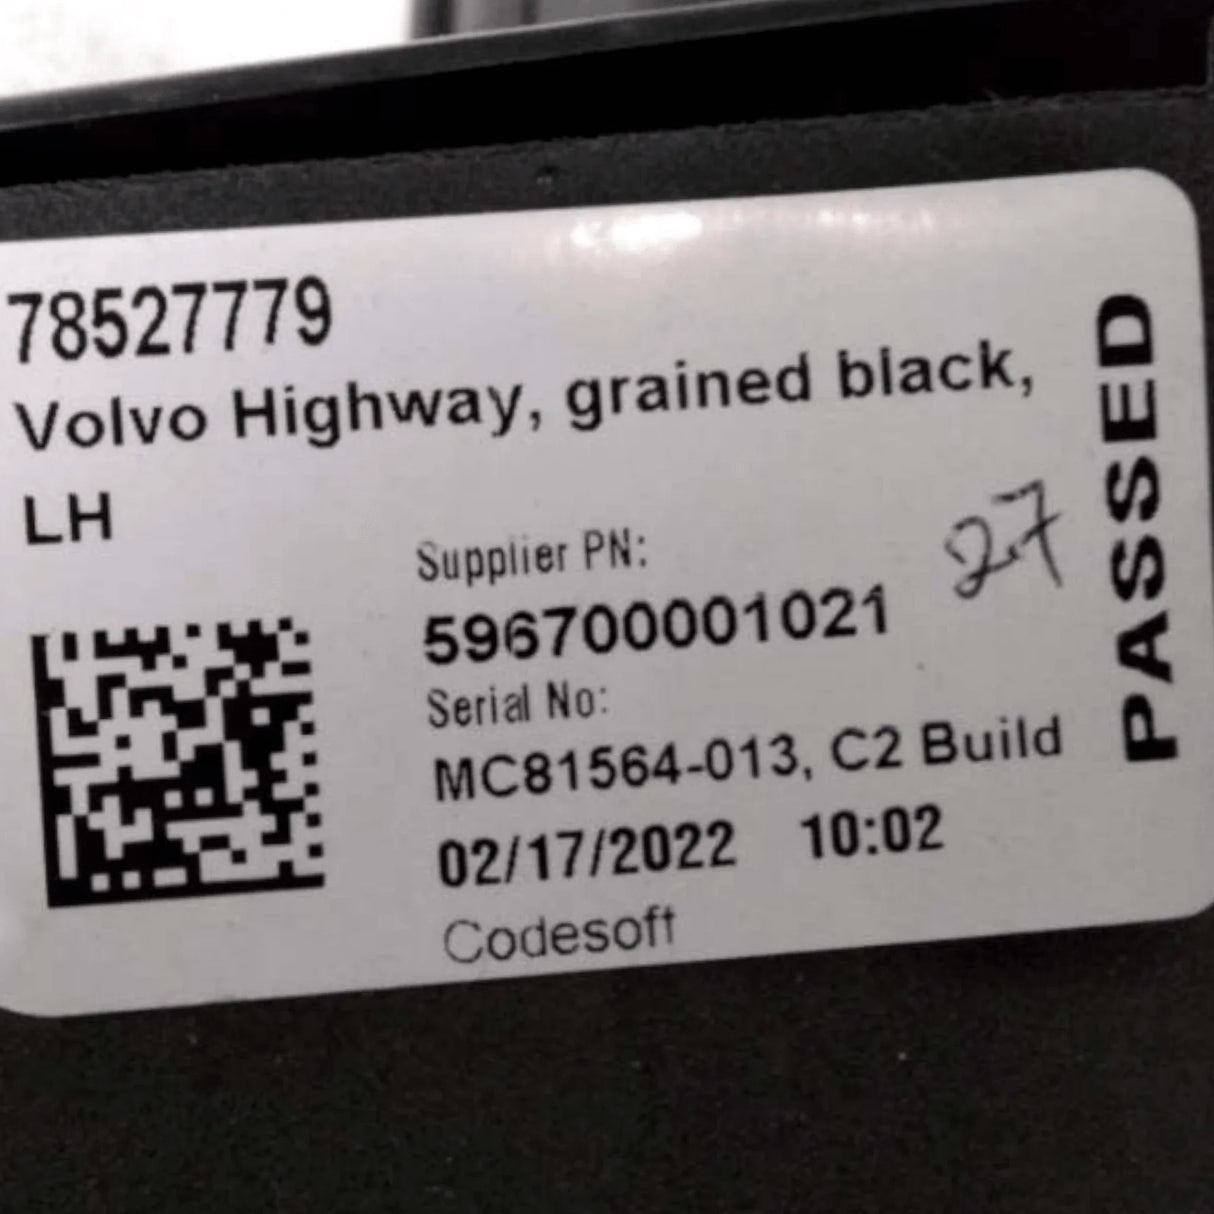 78527779
Volvo Highway, grained black,
LH
Supplier PN:
596700001021
Serial No:
MC81564-013, C2 Build
02/17/2022 10:02
Codesoft
27
PASSED